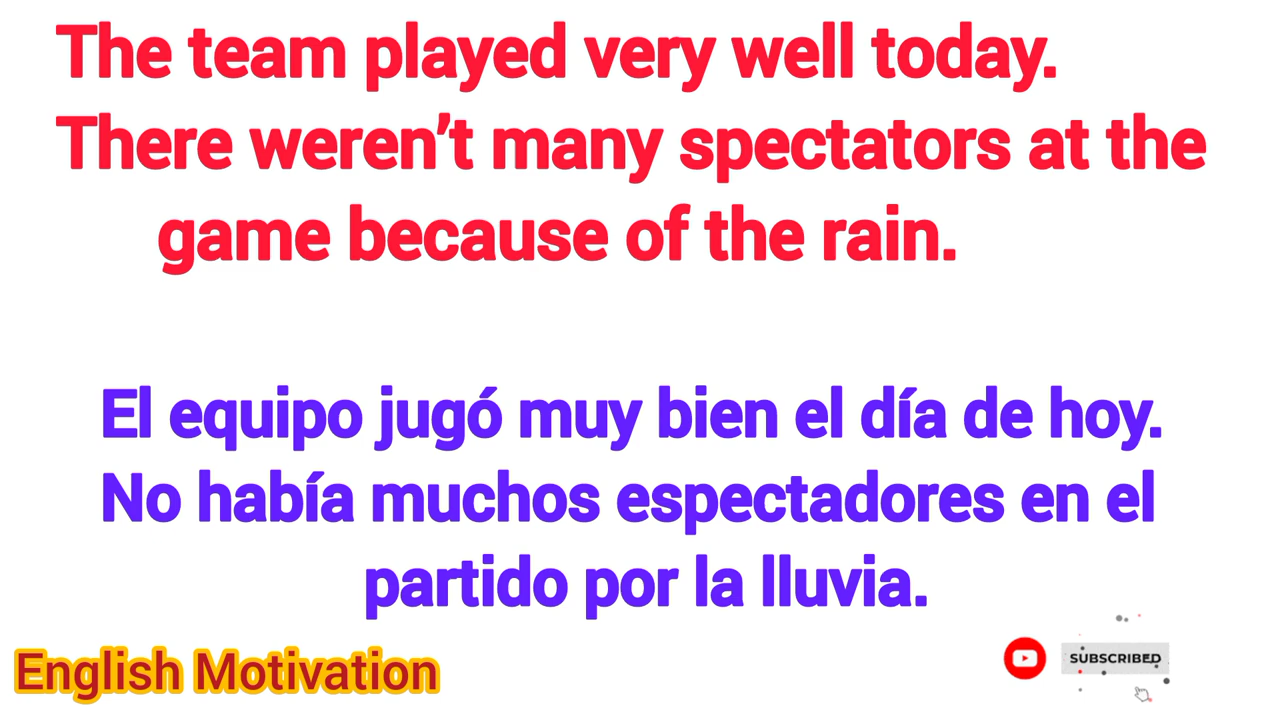 The team played very well today.
There weren’t many spectators at the
game because of the rain.
El equipo jugó muy bien el día de hoy.
No había muchos espectadores en el
partido por la lluvia.
English Motivation
SUBSCRIBED